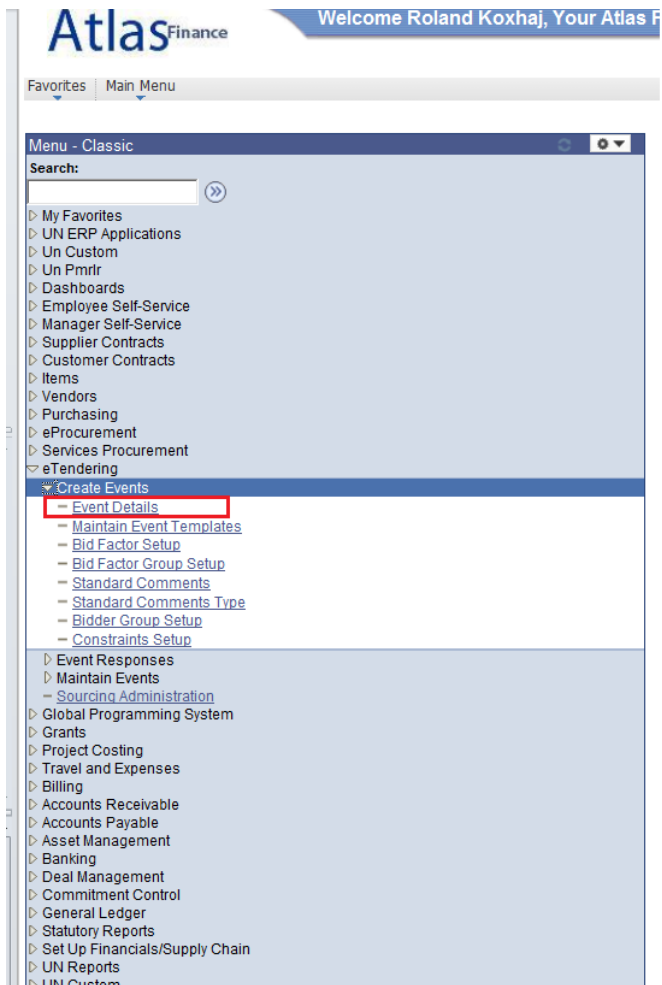 Atlas Finance
Welcome Roland Koxhaj, Your Atlas F
Favorites Main Menu
Menu - Classic
Search:
My Favorites
UN ERP Applications
Un Custom
Un Pmrlr
Dashboards
Employee Self-Service
Manager Self-Service
Supplier Contracts
Customer Contracts
Items
Vendors
Purchasing
eProcurement
Services Procurement
eTendering
Create Events
Event Details
Maintain Event Templates
Bid Factor Setup
Bid Factor Group Setup
Standard Comments
Standard Comments Type
Bidder Group Setup
Constraints Setup
Event Responses
Maintain Events
Sourcing Administration
Global Programming System
Grants
Project Costing
Travel and Expenses
Billing
Accounts Receivable
Accounts Payable
Asset Management
Banking
Deal Management
Commitment Control
General Ledger
Statutory Reports
Set Up Financials/Supply Chain
UN Reports
UN Custom